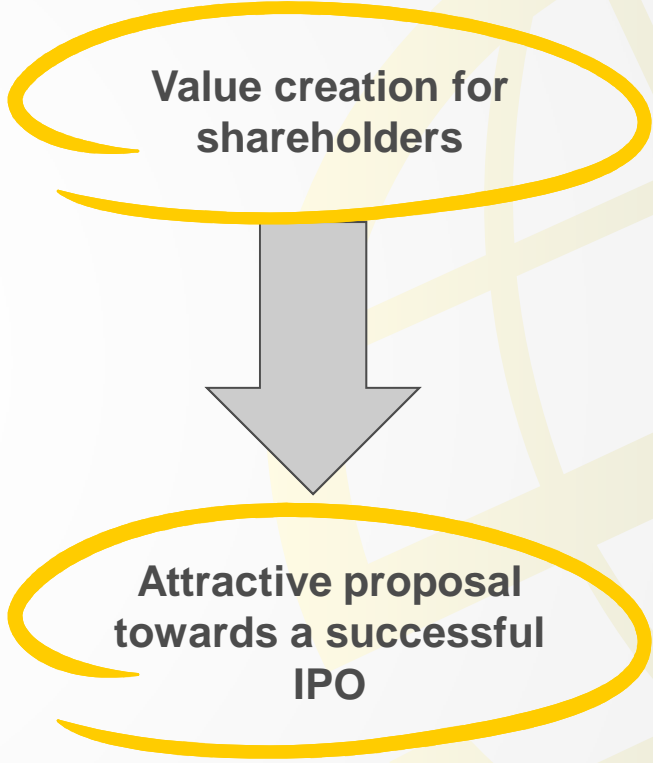 Value creation for
shareholders
Attractive proposal
towards a successful
IPO